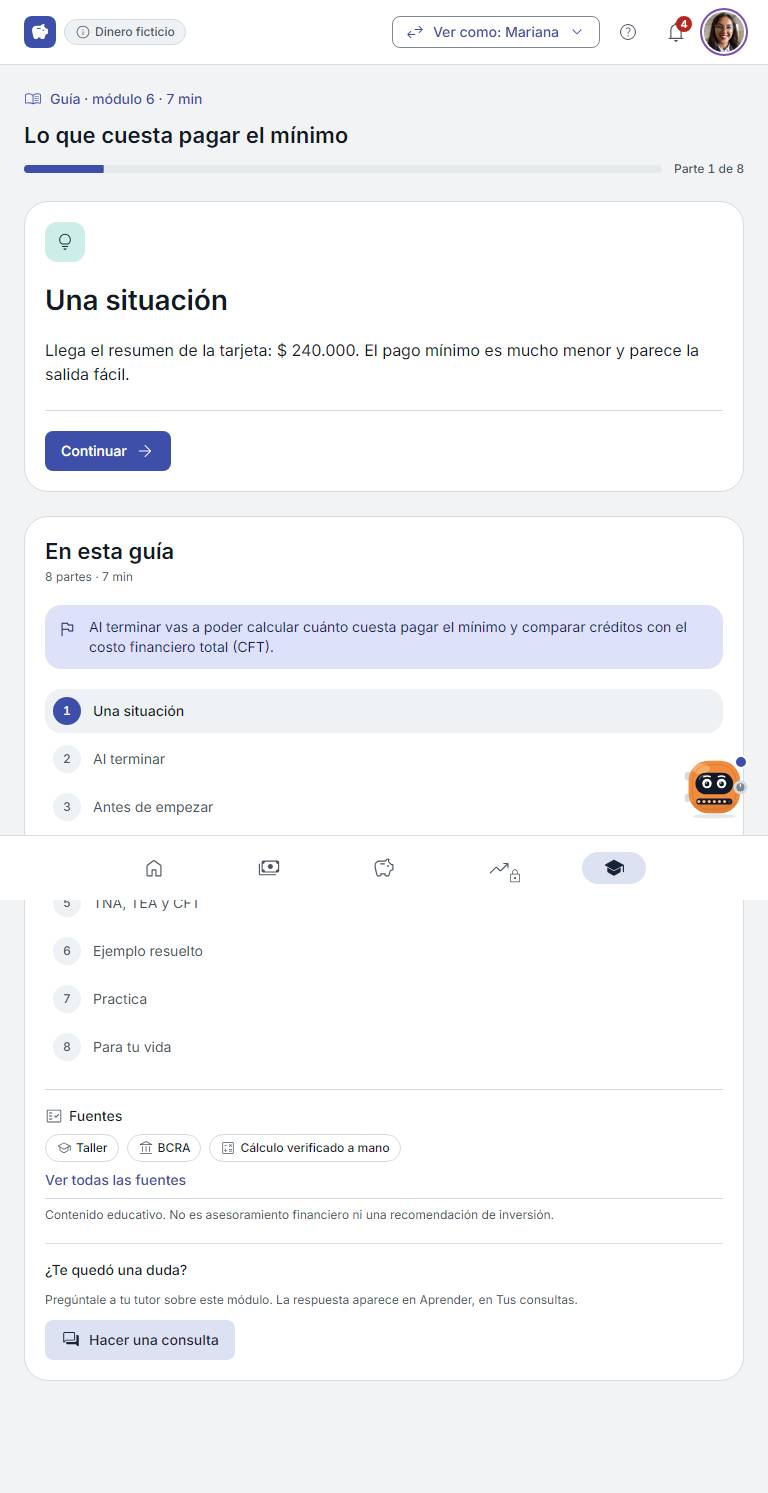 Dinero ficticio
Ver como: Mariana
4
Guía · módulo 6 · 7 min
Lo que cuesta pagar el mínimo
Parte 1 de 8
Una situación
Llega el resumen de la tarjeta: $ 240.000. El pago mínimo es mucho menor y parece la
salida fácil.
Continuar
En esta guía
8 partes · 7 min
Al terminar vas a poder calcular cuánto cuesta pagar el mínimo y comparar créditos con el
costo financiero total (CFT).
1 Una situación
2 Al terminar
3 Antes de empezar
5 TNA, TEA y CFT
6 Ejemplo resuelto
7 Practica
8 Para tu vida
Fuentes
Taller
BCRA
Cálculo verificado a mano
Ver todas las fuentes
Contenido educativo. No es asesoramiento financiero ni una recomendación de inversión.
¿Te quedó una duda?
Pregúntale a tu tutor sobre este módulo. La respuesta aparece en Aprender, en Tus consultas.
Hacer una consulta